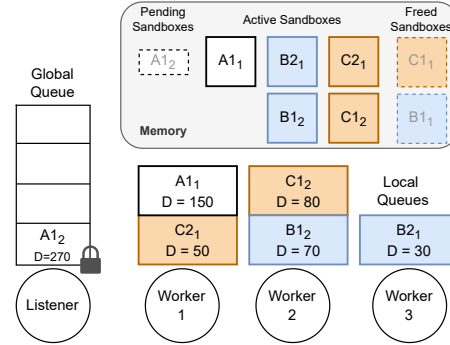 Pending
Sandboxes
Active Sandboxes
Freed
Sandboxes
A1₂
A1₁
B2₁
C2₁
C1₁
B1₂
C1₂
B1₁
Memory
Global
Queue
A1₂
D=270
Listener
A1₁
D = 150
C2₁
D = 50
Worker
1
C1₂
D = 80
B1₂
D = 70
Worker
2
Local
Queues
B2₁
D = 30
Worker
3